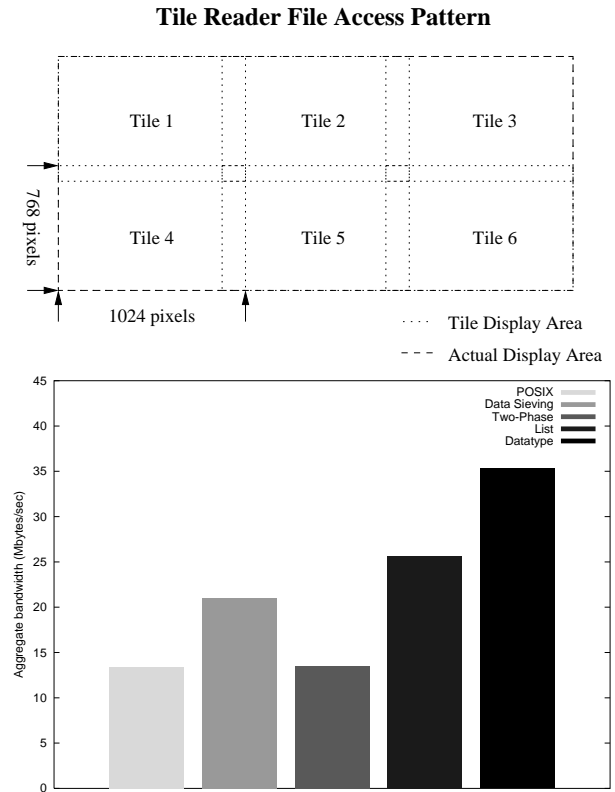 Tile Reader File Access Pattern
Tile 1
Tile 2
Tile 3
768 pixels
Tile 4
Tile 5
Tile 6
1024 pixels
Tile Display Area
Actual Display Area
45
40
35
30
25
20
15
10
5
0
Aggregate bandwidth (Mbytes/sec)
POSIX
Data Sieving
Two-Phase
List
Datatype